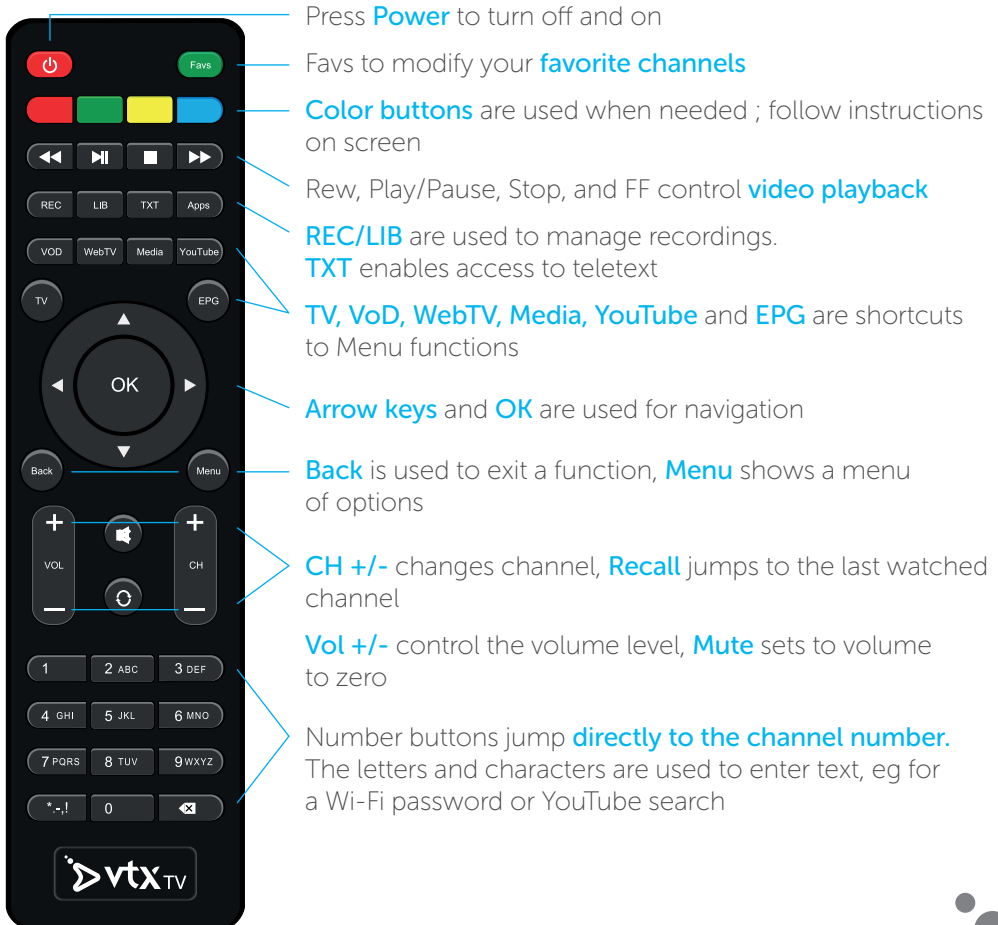 Press Power to turn off and on
Favs
Favs to modify your favorite channels
Color buttons are used when needed ; follow instructions
on screen
Rew, Play/Pause, Stop, and FF control video playback
REC LIB TXT Apps
REC/LIB are used to manage recordings.
TXT enables access to teletext
VOD WebTV Media YouTube
TV EPG
TV, VoD, WebTV, Media, YouTube and EPG are shortcuts
to Menu functions
OK
Arrow keys and OK are used for navigation
Back Menu
Back is used to exit a function, Menu shows a menu
of options
+ +
VOL CH
— —
CH +/- changes channel, Recall jumps to the last watched
channel
Vol +/- control the volume level, Mute sets to volume
to zero
1 2 ABC 3 DEF
4 GHI 5 JKL 6 MNO
7 PQRS 8 TUV 9 WXYZ
*.-,! 0
Number buttons jump directly to the channel number.
The letters and characters are used to enter text, eg for
a Wi-Fi password or YouTube search
vtx TV